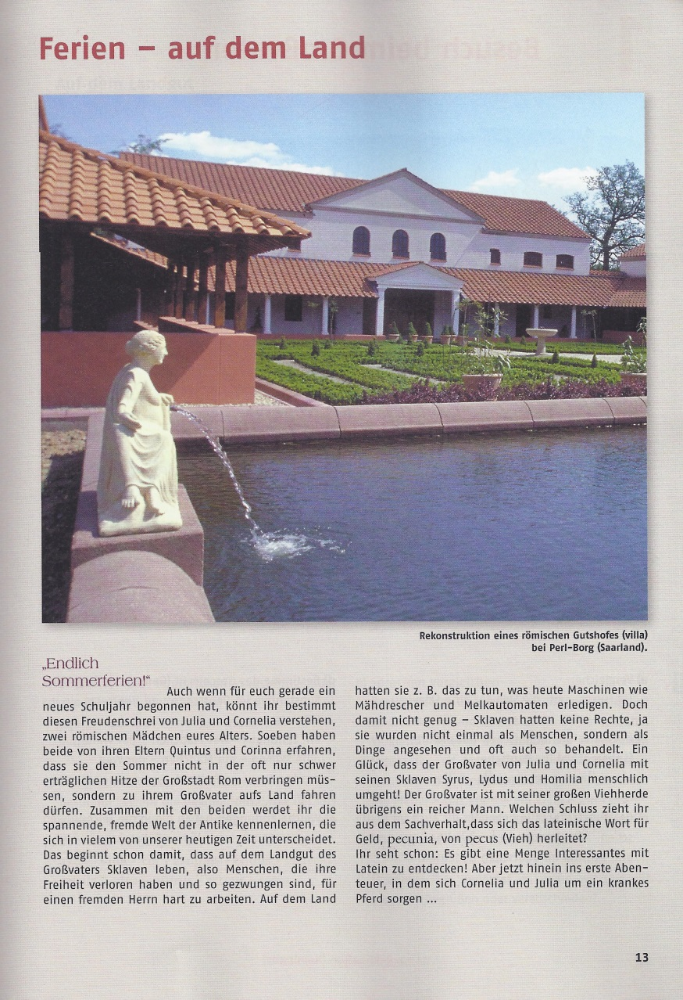 Ferien – auf dem Land
Rekonstruktion eines römischen Gutshofes (villa)
bei Perl-Borg (Saarland).
„Endlich
Sommerferien!“
Auch wenn für euch gerade ein
neues Schuljahr begonnen hat, könnt ihr bestimmt
diesen Freudenschrei von Julia und Cornelia verstehen,
zwei römischen Mädchen eures Alters. Soeben haben
beide von ihren Eltern Quintus und Corinna erfahren,
dass sie den Sommer nicht in der oft nur schwer
erträglichen Hitze der Großstadt Rom verbringen müs-
sen, sondern zu ihrem Großvater aufs Land fahren
dürfen. Zusammen mit den beiden werdet ihr die
spannende, fremde Welt der Antike kennenlernen, die
sich in vielem von unserer heutigen Zeit unterscheidet.
Das beginnt schon damit, dass auf dem Landgut des
Großvaters Sklaven leben, also Menschen, die ihre
Freiheit verloren haben und so gezwungen sind, für
einen fremden Herrn hart zu arbeiten. Auf dem Land
hatten sie z. B. das zu tun, was heute Maschinen wie
Mähdrescher und Melkautomaten erledigen. Doch
damit nicht genug – Sklaven hatten keine Rechte, ja
sie wurden nicht einmal als Menschen, sondern als
Dinge angesehen und oft auch so behandelt. Ein
Glück, dass der Großvater von Julia und Cornelia mit
seinen Sklaven Syrus, Lydus und Homilia menschlich
umgeht! Der Großvater ist mit seiner großen Viehherde
übrigens ein reicher Mann. Welchen Schluss zieht ihr
aus dem Sachverhalt,dass sich das lateinische Wort für
Geld, pecunia, von pecus (Vieh) herleitet?
Ihr seht schon: Es gibt eine Menge Interessantes mit
Latein zu entdecken! Aber jetzt hinein ins erste Aben-
teuer, in dem sich Cornelia und Julia um ein krankes
Pferd sorgen ...
13